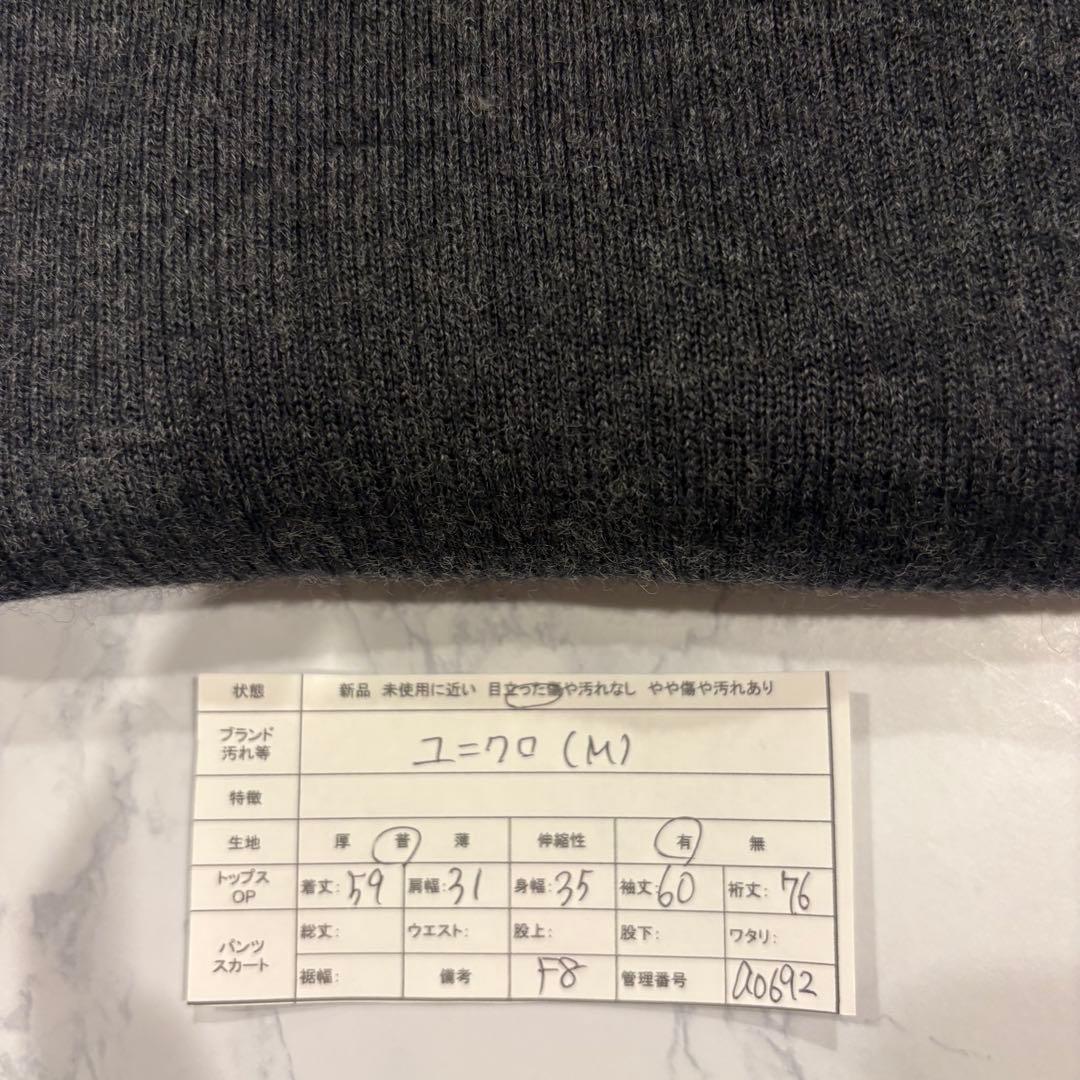 状態 新品 未使用に近い 目立った傷や汚れなし やや傷や汚れあり
ブランド
汚れ等
ユニクロ (M)
特徴
生地 厚 普 薄 伸縮性 有 無
トップス
OP
着丈: 59 肩幅: 31 身幅: 35 袖丈: 60 裄丈: 76
パンツ
スカート
総丈: ウエスト: 股上: 股下: ワタリ:
裾幅: 備考 F8 管理番号 a0692